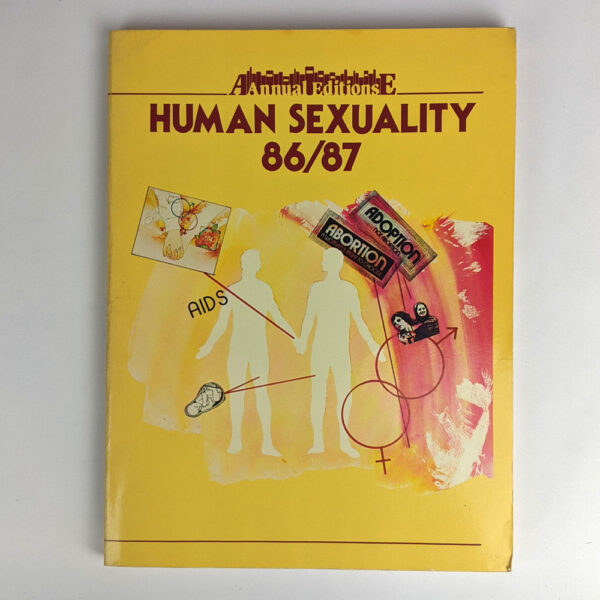 Annual Editions
HUMAN SEXUALITY
86/87
ADOPTION
ABORTION
AIDS